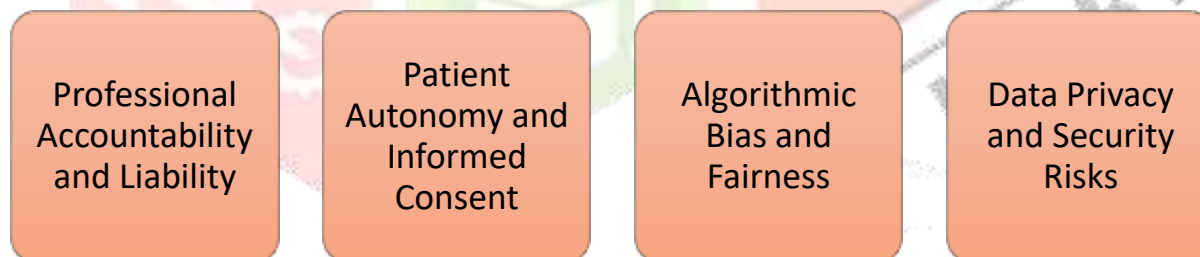 Professional
Accountability
and Liability
Patient
Autonomy and
Informed
Consent
Algorithmic
Bias and
Fairness
Data Privacy
and Security
Risks